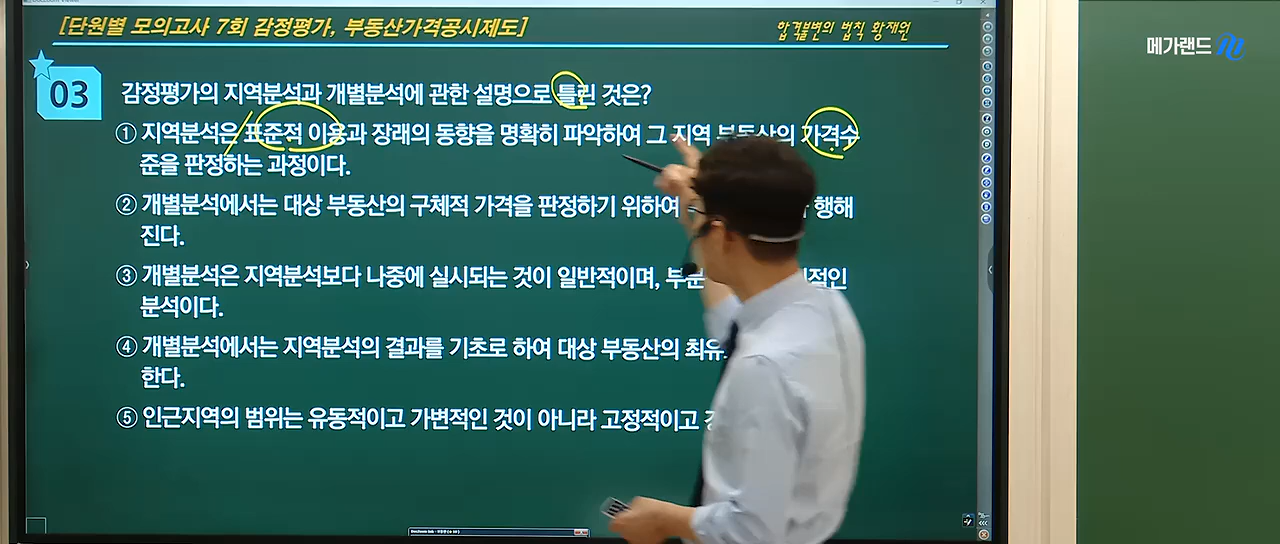 [단원별 모의고사 7회 감정평가, 부동산가격공시제도]
합격불변의 법칙 황재원
메가랜드
03
감정평가의 지역분석과 개별분석에 관한 설명으로 틀린 것은?
① 지역분석은 표준적 이용과 장래의 동향을 명확히 파악하여 그 지역 부동산의 가격수
준을 판정하는 과정이다.
② 개별분석에서는 대상 부동산의 구체적 가격을 판정하기 위하여 행해
진다.
③ 개별분석은 지역분석보다 나중에 실시되는 것이 일반적이며,
분석이다.
④ 개별분석에서는 지역분석의 결과를 기초로 하여 대상 부동산의
한다.
⑤ 인근지역의 범위는 유동적이고 가변적인 것이 아니라 고정적이고